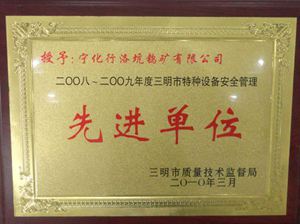 授予：宁化行洛坑钨矿有限公司
二〇〇八～二〇〇九年度三明市特种设备安全管理
先进单位
三明市质量技术监督局
二〇一〇年三月